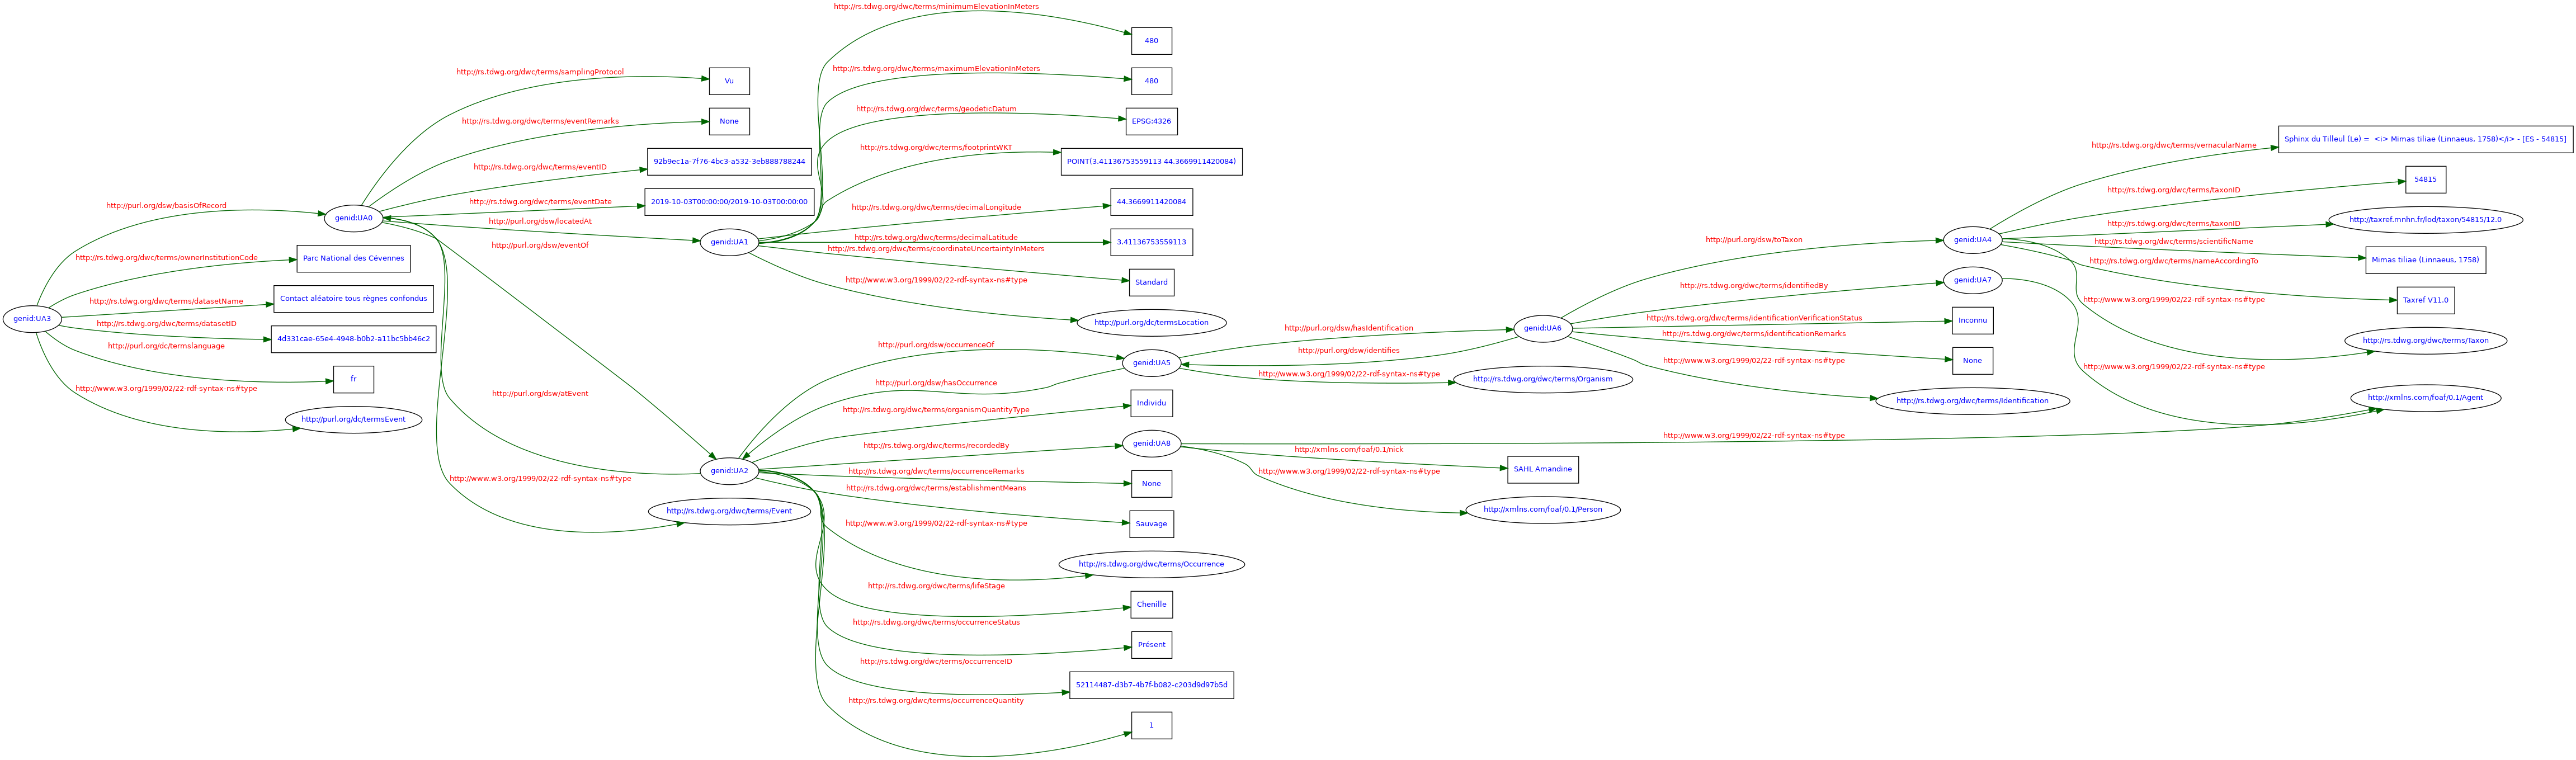 http://rs.tdwg.org/dwc/terms/minimumElevationInMeters
480
http://rs.tdwg.org/dwc/terms/samplingProtocol
Vu
http://rs.tdwg.org/dwc/terms/maximumElevationInMeters
480
http://rs.tdwg.org/dwc/terms/eventRemarks
None
http://rs.tdwg.org/dwc/terms/geodeticDatum
EPSG:4326
http://rs.tdwg.org/dwc/terms/eventID
92b9ec1a-7f76-4bc3-a532-3eb888788244
http://rs.tdwg.org/dwc/terms/footprintWKT
POINT(3.41136753559113 44.3669911420084)
http://rs.tdwg.org/dwc/terms/vernacularName
Sphinx du Tilleul (Le) =  <i> Mimas tiliae (Linnaeus, 1758)</i> - [ES - 54815]
http://rs.tdwg.org/dwc/terms/taxonID
54815
http://purl.org/dsw/basisOfRecord
genid:UA0
http://rs.tdwg.org/dwc/terms/eventDate
2019-10-03T00:00:00/2019-10-03T00:00:00
http://rs.tdwg.org/dwc/terms/decimalLongitude
44.3669911420084
http://purl.org/dsw/locatedAt
http://rs.tdwg.org/dwc/terms/taxonID
http://taxref.mnhn.fr/lod/taxon/54815/12.0
http://purl.org/dsw/eventOf
genid:UA1
http://rs.tdwg.org/dwc/terms/decimalLatitude
3.41136753559113
http://rs.tdwg.org/dwc/terms/coordinateUncertaintyInMeters
Standard
http://purl.org/dsw/toTaxon
genid:UA4
http://rs.tdwg.org/dwc/terms/scientificName
Mimas tiliae (Linnaeus, 1758)
http://rs.tdwg.org/dwc/terms/nameAccordingTo
Taxref V11.0
http://rs.tdwg.org/dwc/terms/ownerInstitutionCode
Parc National des Cévennes
http://www.w3.org/1999/02/22-rdf-syntax-ns#type
http://purl.org/dc/termsLocation
http://rs.tdwg.org/dwc/terms/identifiedBy
genid:UA7
http://www.w3.org/1999/02/22-rdf-syntax-ns#type
http://rs.tdwg.org/dwc/terms/Taxon
genid:UA3
http://rs.tdwg.org/dwc/terms/datasetName
Contact aléatoire tous règnes confondus
http://rs.tdwg.org/dwc/terms/datasetID
4d331cae-65e4-4948-b0b2-a11bc5bb46c2
http://purl.org/dc/termslanguage
fr
http://www.w3.org/1999/02/22-rdf-syntax-ns#type
http://purl.org/dc/termsEvent
http://purl.org/dsw/occurrenceOf
genid:UA5
http://purl.org/dsw/hasIdentification
genid:UA6
http://purl.org/dsw/identifies
http://rs.tdwg.org/dwc/terms/identificationVerificationStatus
Inconnu
http://rs.tdwg.org/dwc/terms/identificationRemarks
None
http://www.w3.org/1999/02/22-rdf-syntax-ns#type
http://rs.tdwg.org/dwc/terms/Identification
http://www.w3.org/1999/02/22-rdf-syntax-ns#type
http://xmlns.com/foaf/0.1/Agent
http://www.w3.org/1999/02/22-rdf-syntax-ns#type
http://rs.tdwg.org/dwc/terms/Organism
http://purl.org/dsw/hasOccurrence
http://purl.org/dsw/atEvent
http://rs.tdwg.org/dwc/terms/organismQuantityType
Individu
http://rs.tdwg.org/dwc/terms/recordedBy
genid:UA8
http://www.w3.org/1999/02/22-rdf-syntax-ns#type
http://xmlns.com/foaf/0.1/nick
SAHL Amandine
http://www.w3.org/1999/02/22-rdf-syntax-ns#type
http://xmlns.com/foaf/0.1/Person
genid:UA2
http://rs.tdwg.org/dwc/terms/occurrenceRemarks
None
http://www.w3.org/1999/02/22-rdf-syntax-ns#type
http://rs.tdwg.org/dwc/terms/Event
http://rs.tdwg.org/dwc/terms/establishmentMeans
Sauvage
http://www.w3.org/1999/02/22-rdf-syntax-ns#type
http://rs.tdwg.org/dwc/terms/Occurrence
http://rs.tdwg.org/dwc/terms/lifeStage
Chenille
http://rs.tdwg.org/dwc/terms/occurrenceStatus
Présent
http://rs.tdwg.org/dwc/terms/occurrenceID
52114487-d3b7-4b7f-b082-c203d9d97b5d
http://rs.tdwg.org/dwc/terms/occurrenceQuantity
1